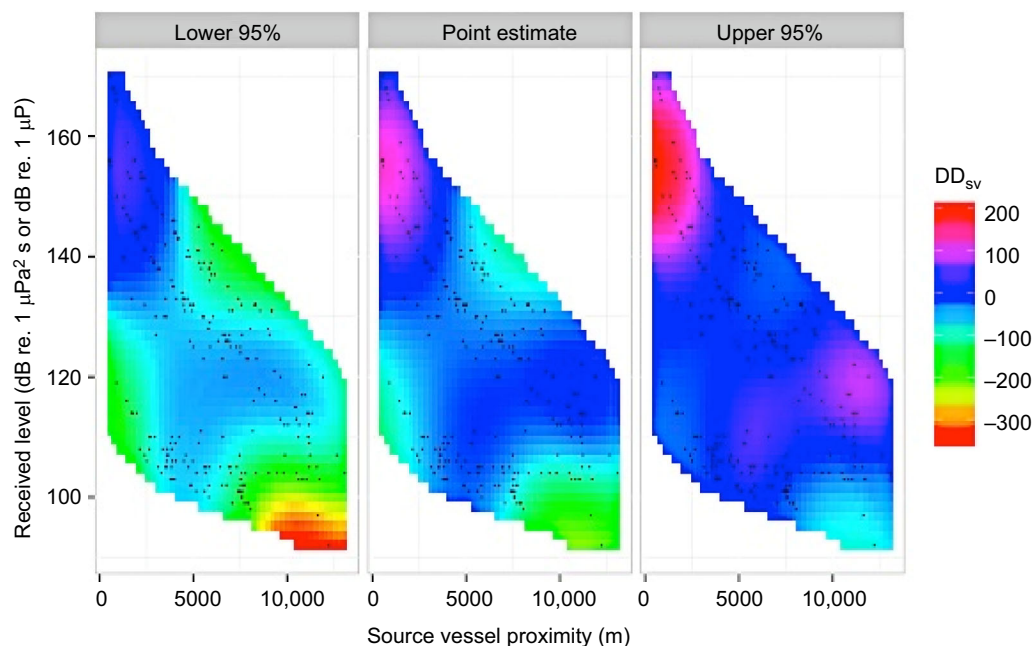 Lower 95%
Point estimate
Upper 95%
Received level (dB re. 1 μPa² s or dB re. 1 μP)
160
140
120
100
80
0 5000 10,000
0 5000 10,000
0 5000 10,000
Source vessel proximity (m)
DDsv
200
100
0
–100
–200
–300